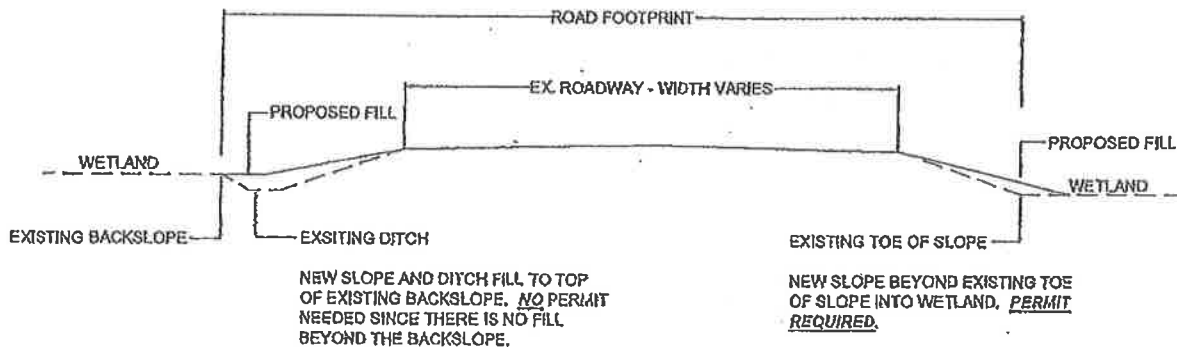 ROAD FOOTPRINT
EX. ROADWAY - WIDTH VARIES
PROPOSED FILL
PROPOSED FILL
WETLAND
WETLAND
EXISTING BACKSLOPE
EXSITING DITCH
EXISTING TOE OF SLOPE
NEW SLOPE AND DITCH FILL TO TOP
OF EXISTING BACKSLOPE. NO PERMIT
NEEDED SINCE THERE IS NO FILL
BEYOND THE BACKSLOPE.
NEW SLOPE BEYOND EXISTING TOE
OF SLOPE INTO WETLAND. PERMIT
REQUIRED.